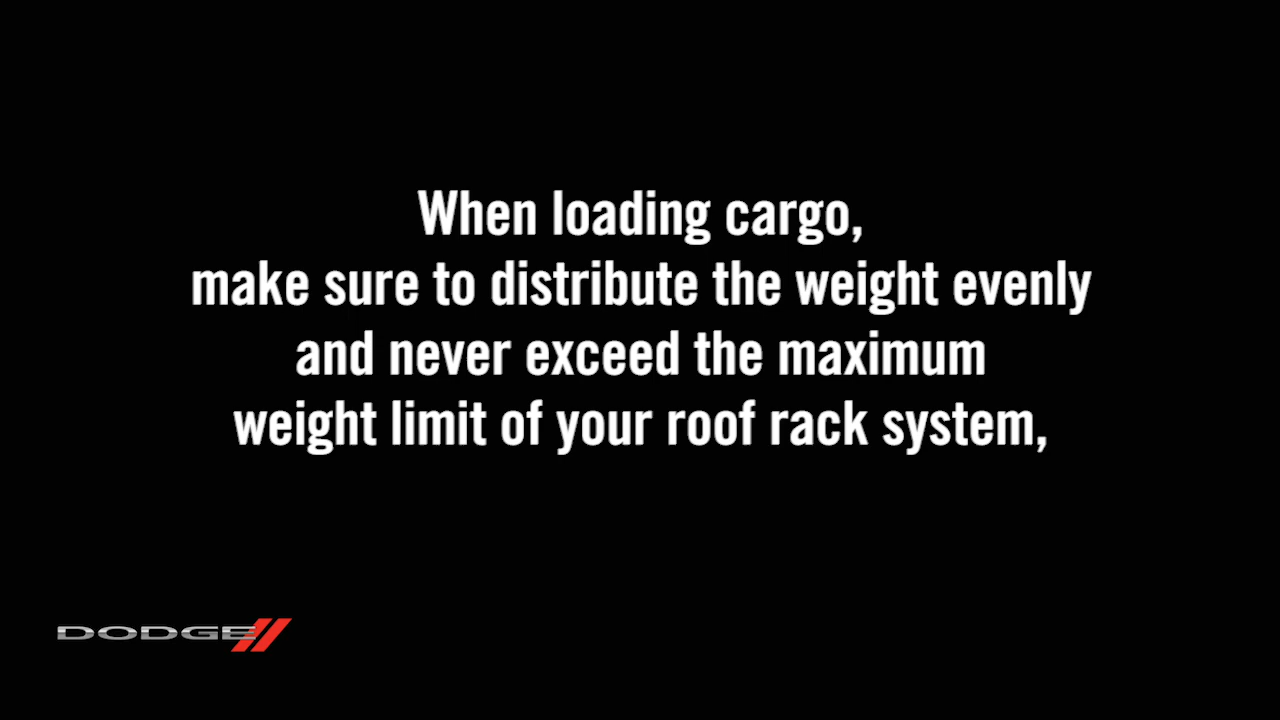 When loading cargo,
make sure to distribute the weight evenly
and never exceed the maximum
weight limit of your roof rack system,
DODGE